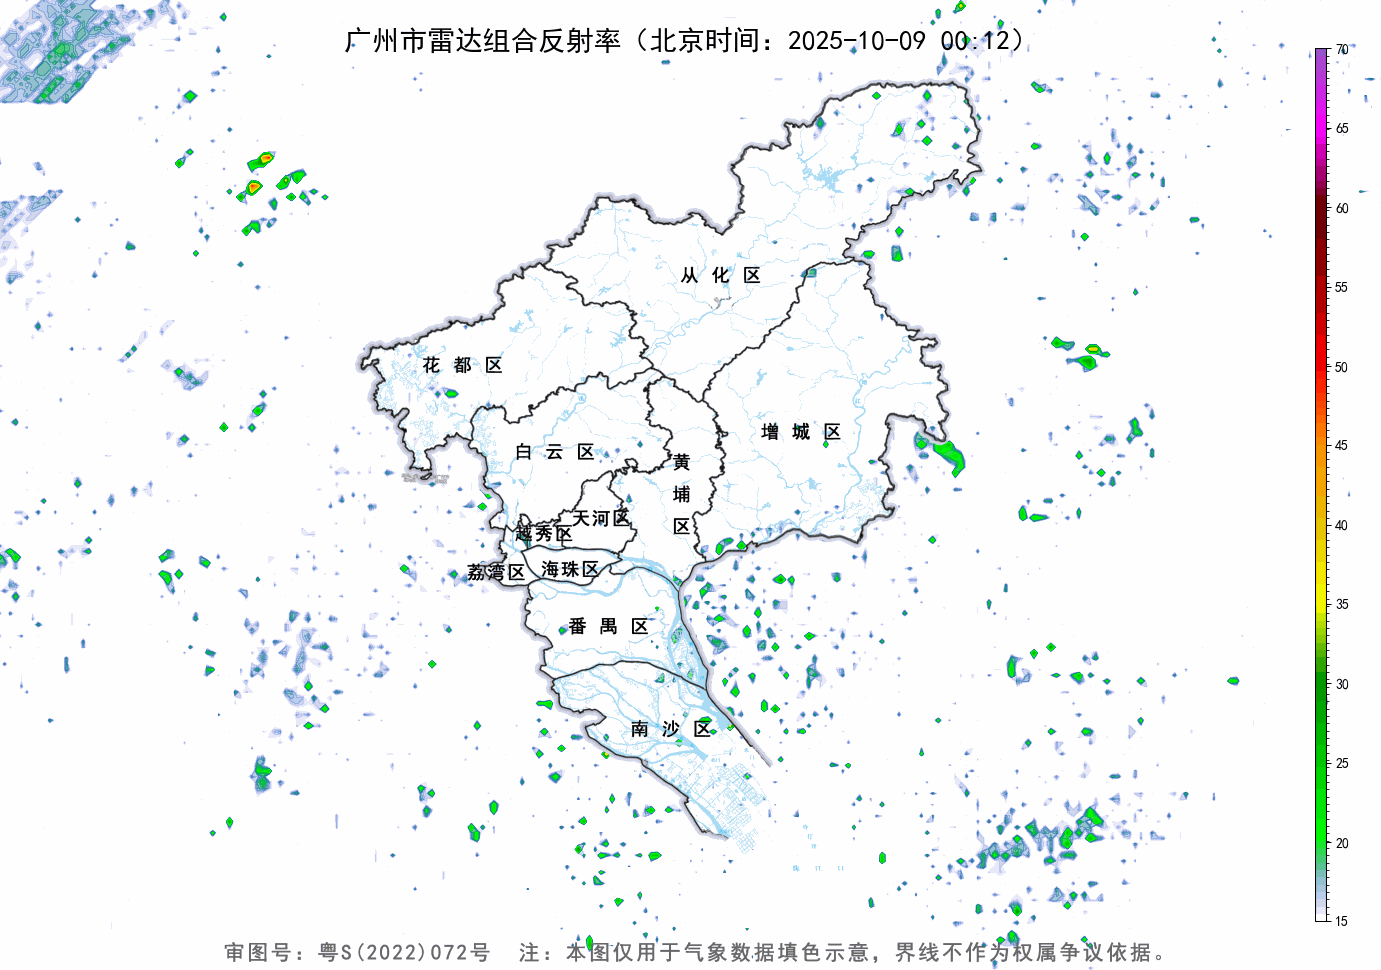 广州市雷达组合反射率（北京时间：2025-10-09 00:12）
70
65
60
55
50
45
40
35
30
25
20
15
从化区
花都区
增城区
白云区
黄埔区
天河区
越秀区
海珠区
荔湾区
番禺区
南沙区
审图号：粤S(2022)072号 注：本图仅用于气象数据填色示意，界线不作为权属争议依据。